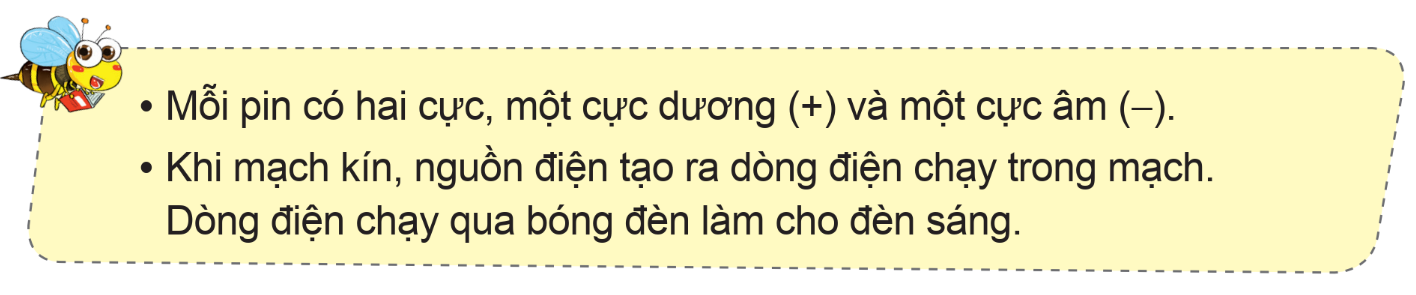 • Mỗi pin có hai cực, một cực dương (+) và một cực âm (–).
• Khi mạch kín, nguồn điện tạo ra dòng điện chạy trong mạch.
Dòng điện chạy qua bóng đèn làm cho đèn sáng.